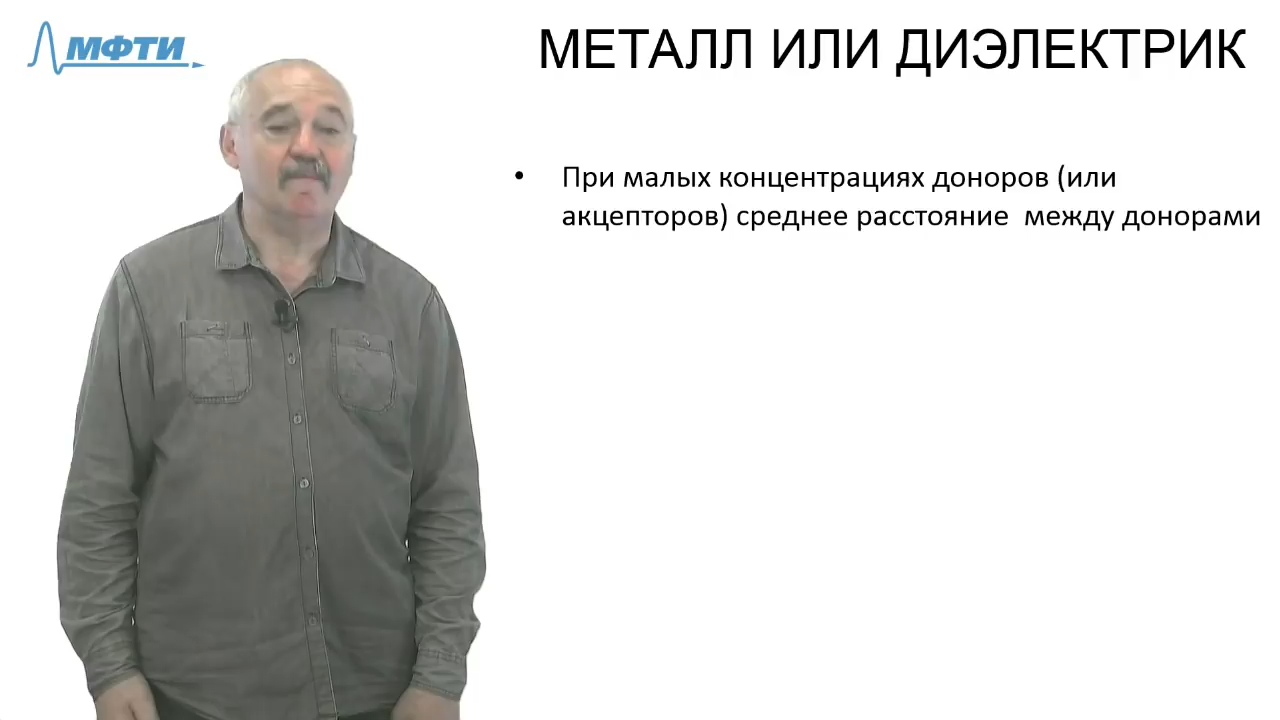 МФТИ
МЕТАЛЛ ИЛИ ДИЭЛЕКТРИК
• При малых концентрациях доноров (или
акцепторов) среднее расстояние между донорами